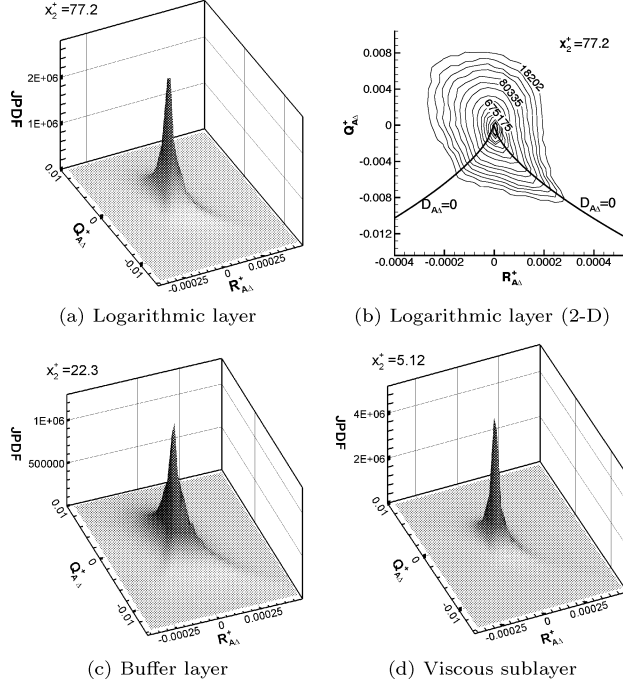 x₂⁺=77.2
JPDF
2E+06
1E+06
0.01
0
-0.01
Q⁺AΔ
-0.00025 0 0.00025
R⁺AΔ
(a) Logarithmic layer
x₂⁺=77.2
Q⁺AΔ
0.008
0.004
0
-0.004
-0.008
-0.012
18202
80335
675175
DAΔ=0 DAΔ=0
-0.0004 -0.0002 0 0.0002 0.0004
R⁺AΔ
(b) Logarithmic layer (2-D)
x₂⁺=22.3
JPDF
1E+06
500000
0.01
0
-0.01
Q⁺AΔ
-0.00025 0 0.00025
R⁺AΔ
(c) Buffer layer
x₂⁺=5.12
JPDF
4E+06
2E+06
0.01
0
-0.01
Q⁺AΔ
-0.00025 0 0.00025
R⁺AΔ
(d) Viscous sublayer